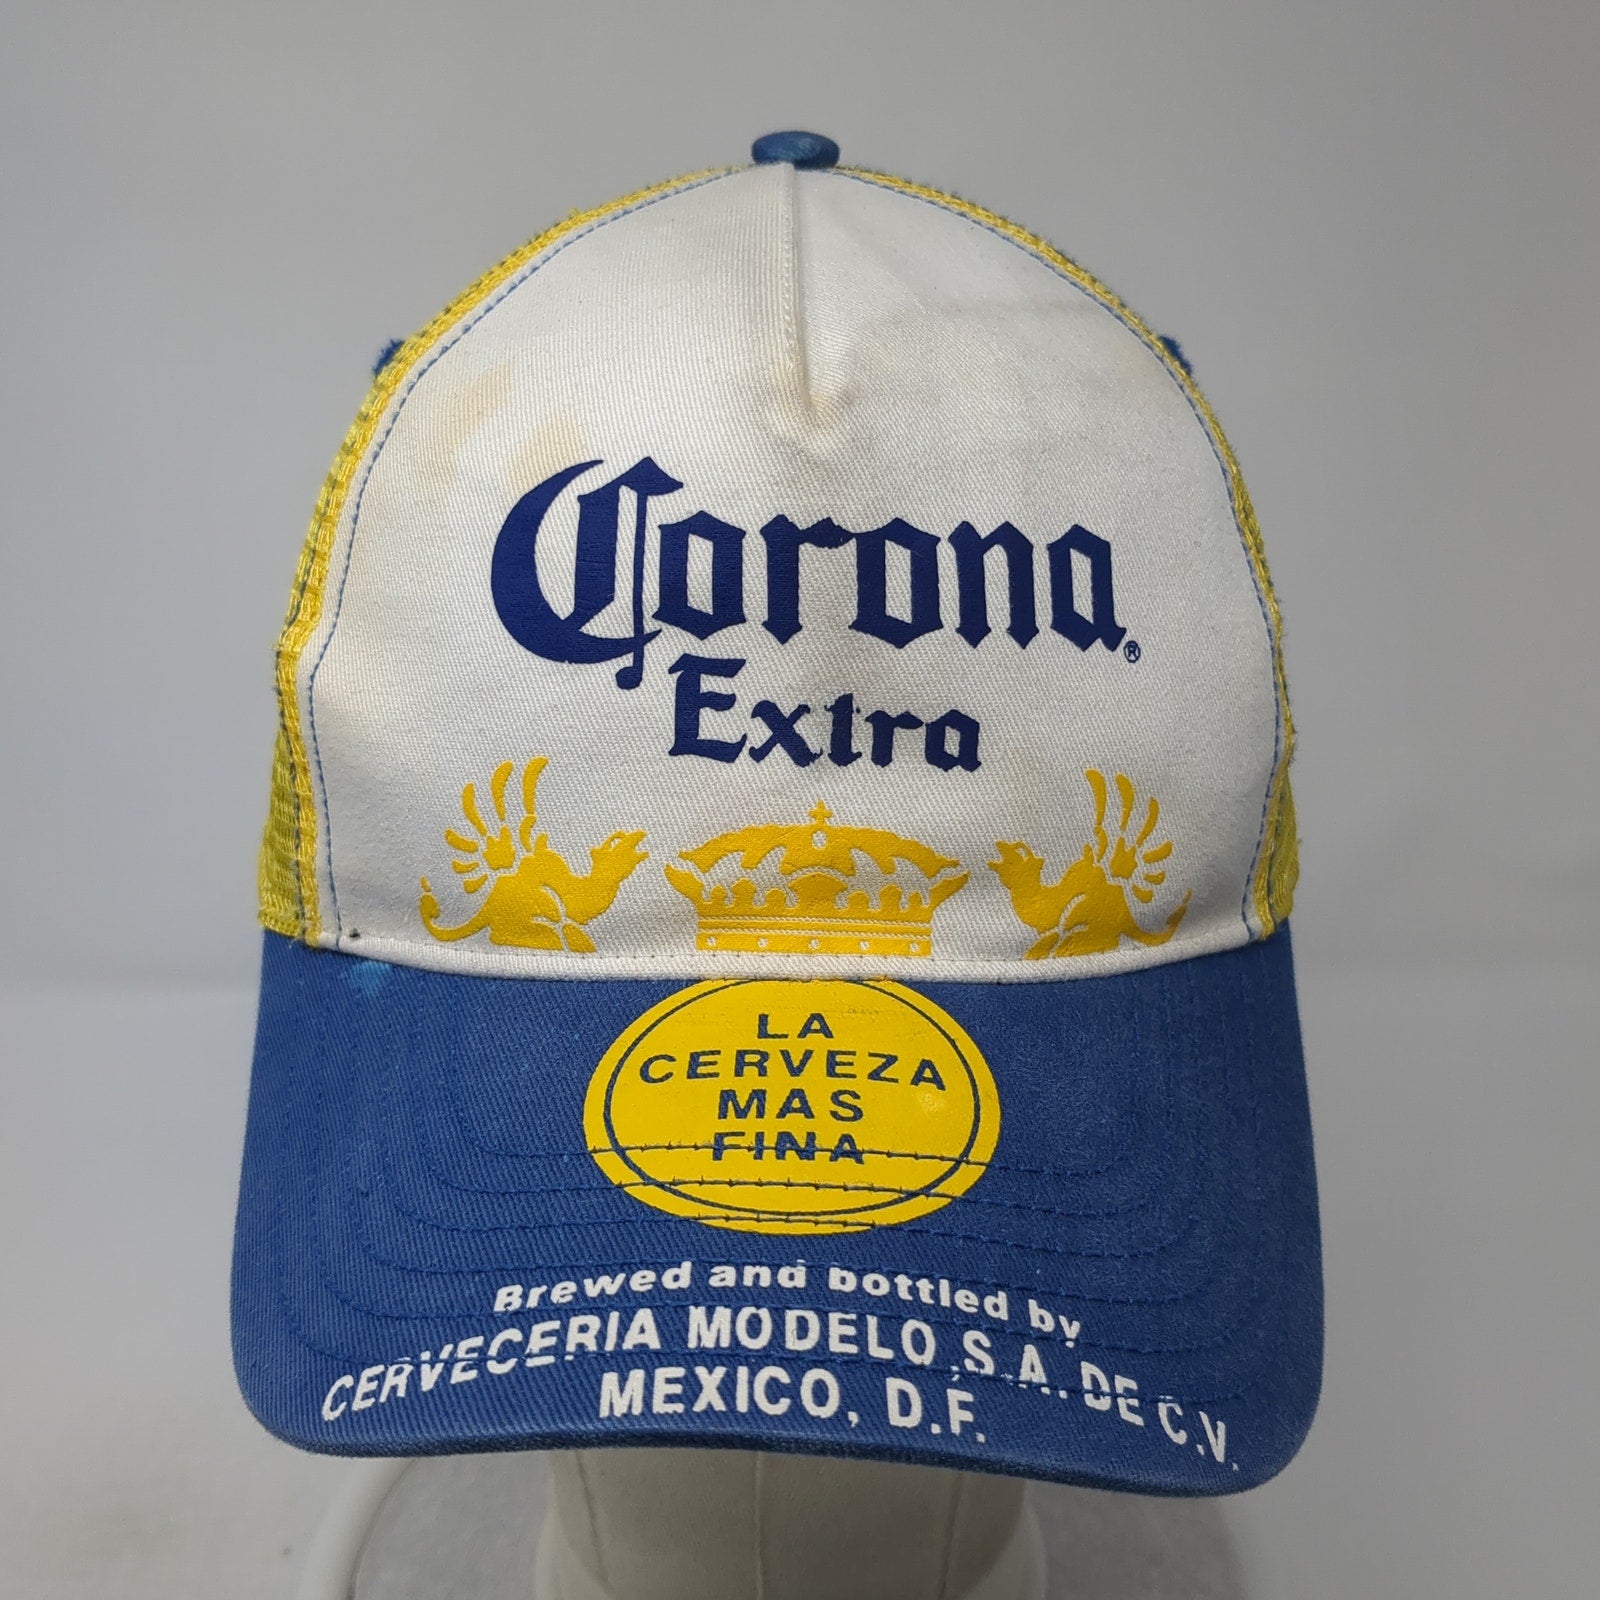 Corona®
Extra
LA
CERVEZA
MAS
FINA
Brewed and bottled by
CERVECERIA MODELO, S.A. DE C.V.
MEXICO, D.F.